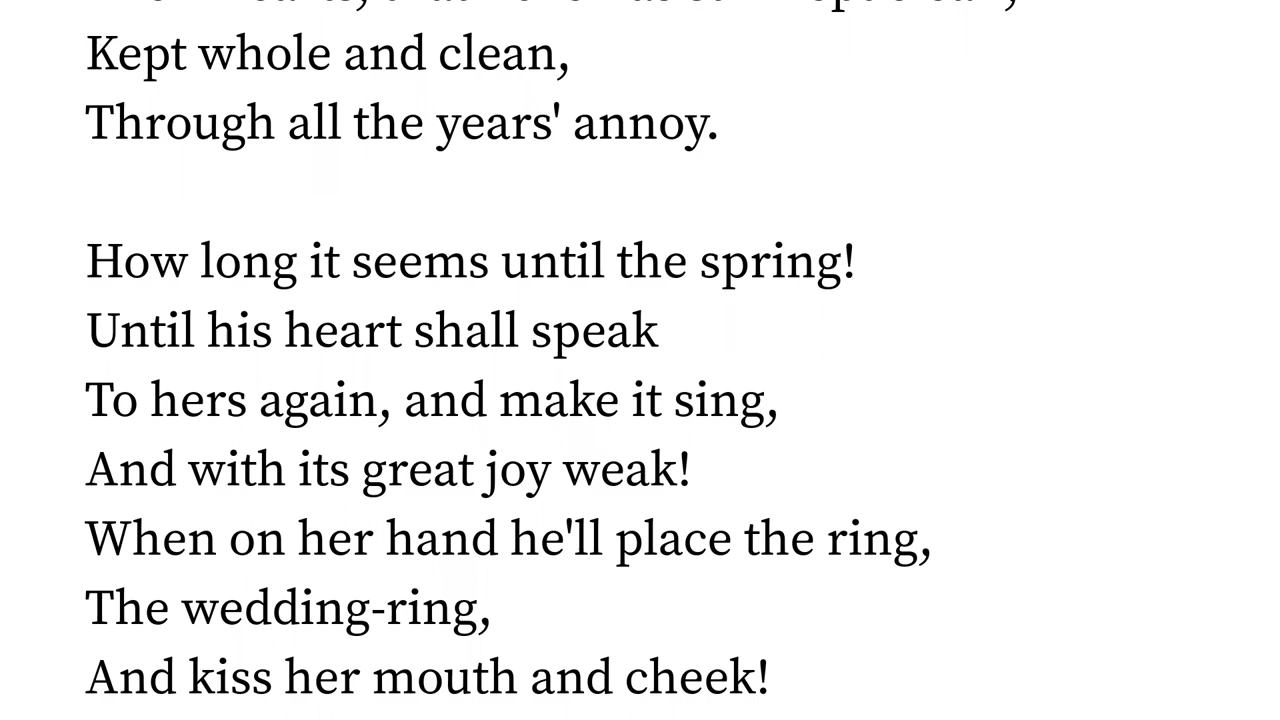 Kept whole and clean,
Through all the years' annoy.
How long it seems until the spring!
Until his heart shall speak
To hers again, and make it sing,
And with its great joy weak!
When on her hand he'll place the ring,
The wedding-ring,
And kiss her mouth and cheek!